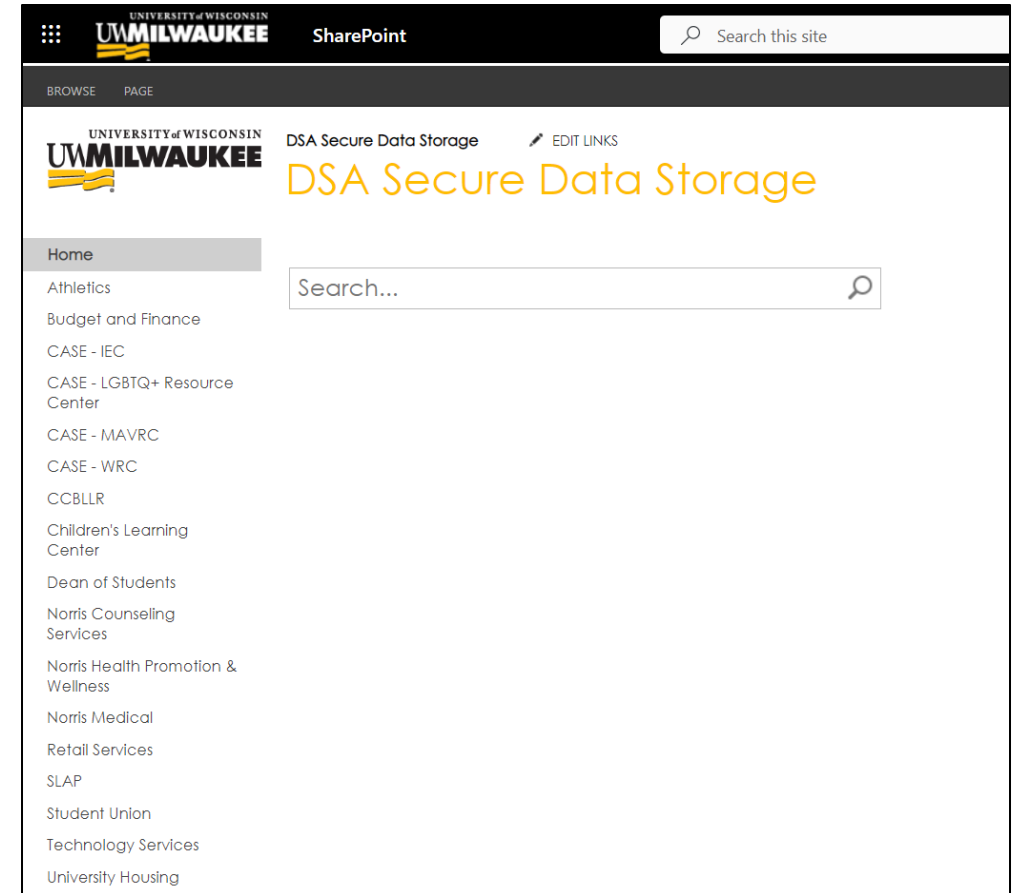 UNIVERSITY of WISCONSIN
UWMILWAUKEE
SharePoint
Search this site
BROWSE
PAGE
UNIVERSITY of WISCONSIN
UWMILWAUKEE
DSA Secure Data Storage
EDIT LINKS
DSA Secure Data Storage
Search...
Home
Athletics
Budget and Finance
CASE - IEC
CASE - LGBTQ+ Resource
Center
CASE - MAVRC
CASE - WRC
CCBLLR
Children's Learning
Center
Dean of Students
Norris Counseling
Services
Norris Health Promotion &
Wellness
Norris Medical
Retail Services
SLAP
Student Union
Technology Services
University Housing